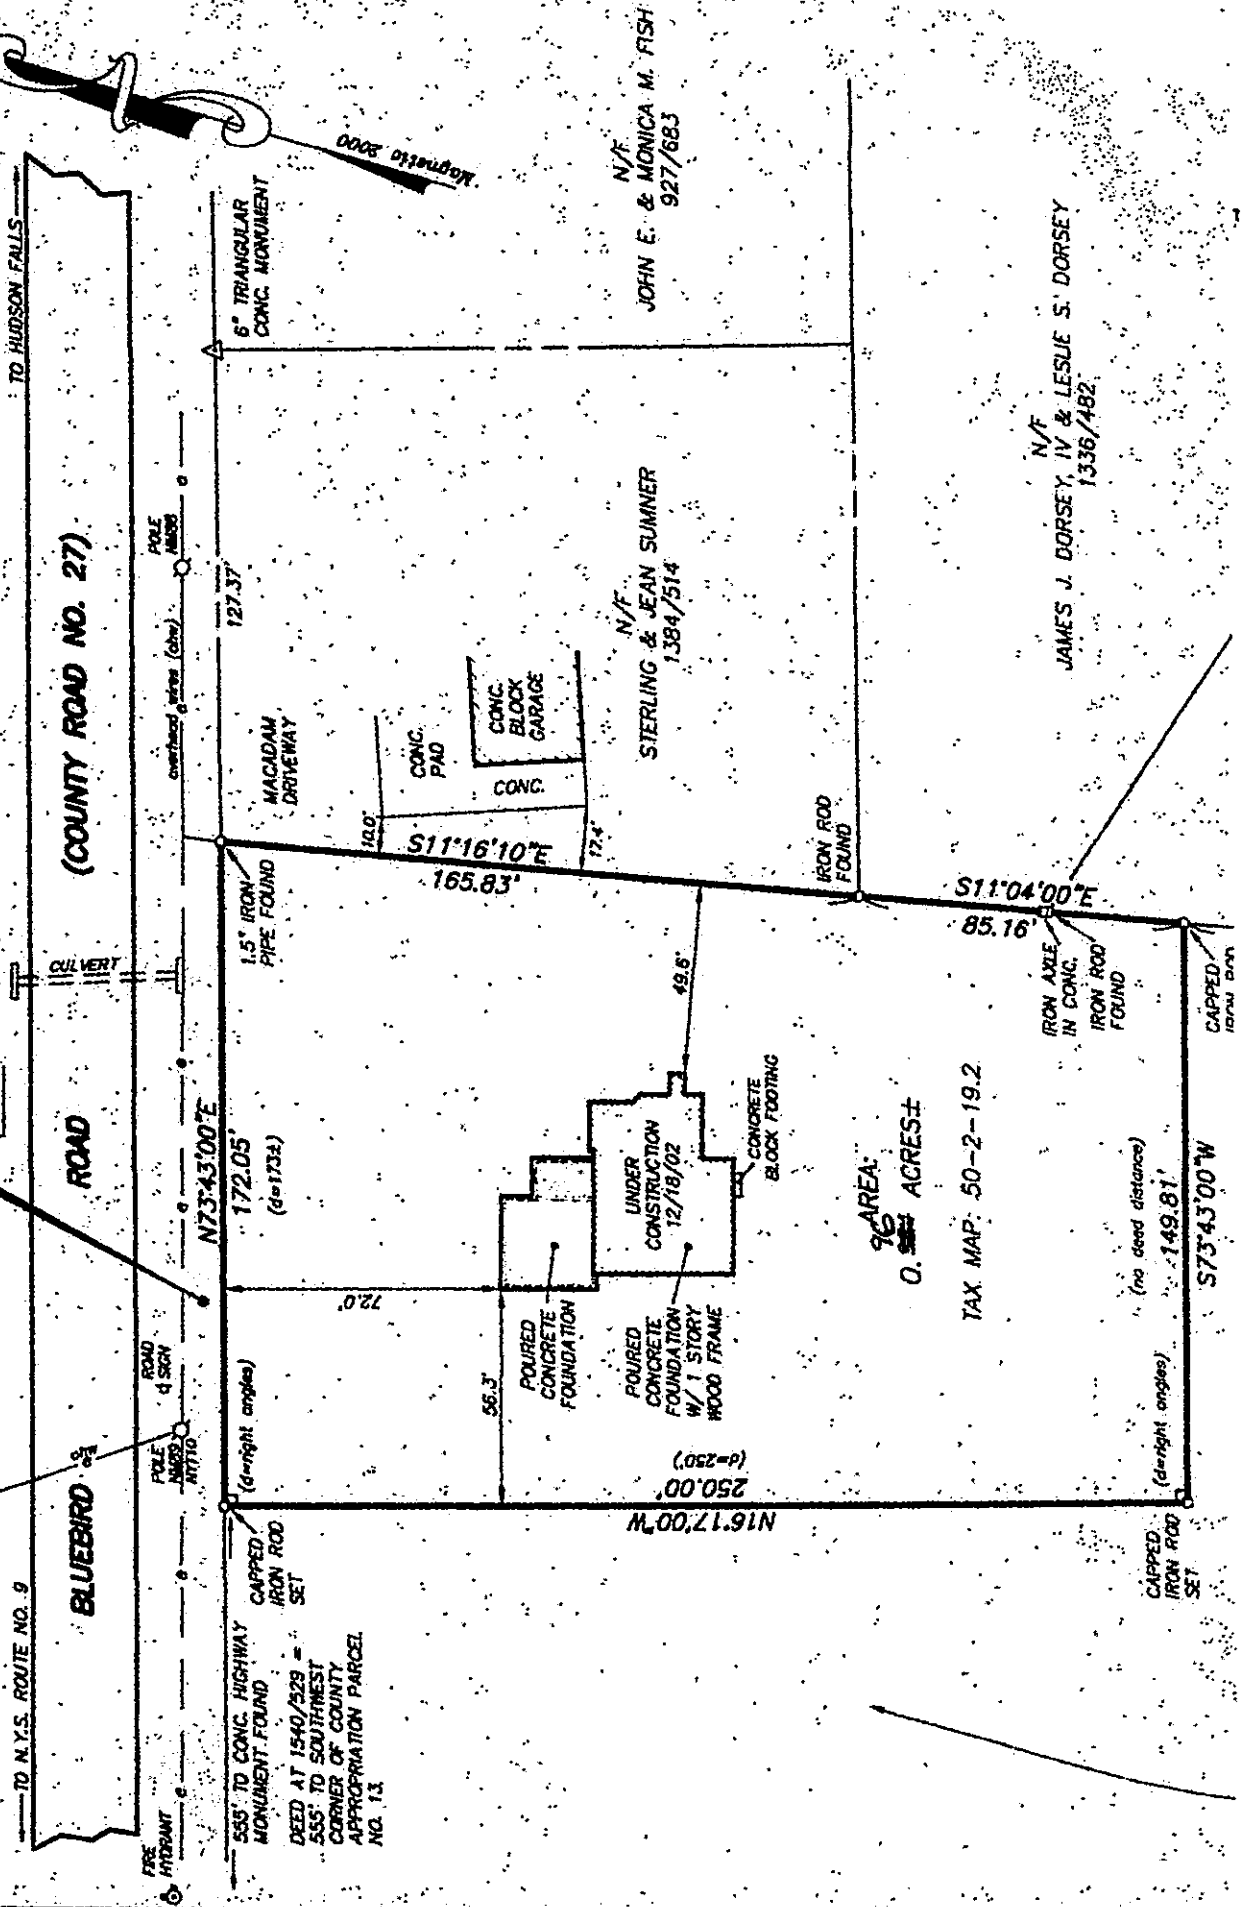 TO N.Y.S. ROUTE NO. 9
TO HUDSON FALLS
BLUEBIRD ROAD (COUNTY ROAD NO. 27)
Magnetic 2000
FIRE
HYDRANT
POLE
NM89
NT110
ROAD
SIGN
CULVERT
overhead wires (ohw)
POLE
6" TRIANGULAR
CONC. MONUMENT
555' TO CONC. HIGHWAY
MONUMENT FOUND
DEED AT 1540/529 =
555' TO SOUTHWEST
CORNER OF COUNTY
APPROPRIATION PARCEL
NO. 13
CAPPED
IRON ROD
SET
(d=right angles)
N73°43'00"E
172.05'
(d=173±)
1.5" IRON
PIPE FOUND
127.37'
MACADAM
DRIVEWAY
10.0'
CONC.
PAD
CONC.
BLOCK
GARAGE
CONC.
17.4'
S11°16'10"E
165.83'
N/F
STERLING & JEAN SUMNER
1384/514
N/F
JOHN E. & MONICA M. FISH
927/683
72.0'
56.3'
POURED
CONCRETE
FOUNDATION
UNDER
CONSTRUCTION
12/18/02
POURED
CONCRETE
FOUNDATION
W/ 1 STORY
WOOD FRAME
CONCRETE
BLOCK FOOTING
49.6'
IRON ROD
FOUND
(d=250')
250.00'
N16°17'00"W
AREA:
0.96 ACRES±
TAX MAP: 50-2-19.2
S11°04'00"E
85.16'
IRON AXLE
IN CONC.
IRON ROD
FOUND
N/F
JAMES J. DORSEY, IV & LESLIE S. DORSEY
1336/482
(d=right angles)
(no deed distance)
149.81'
S73°43'00"W
CAPPED
IRON ROD
SET
CAPPED
IRON ROD